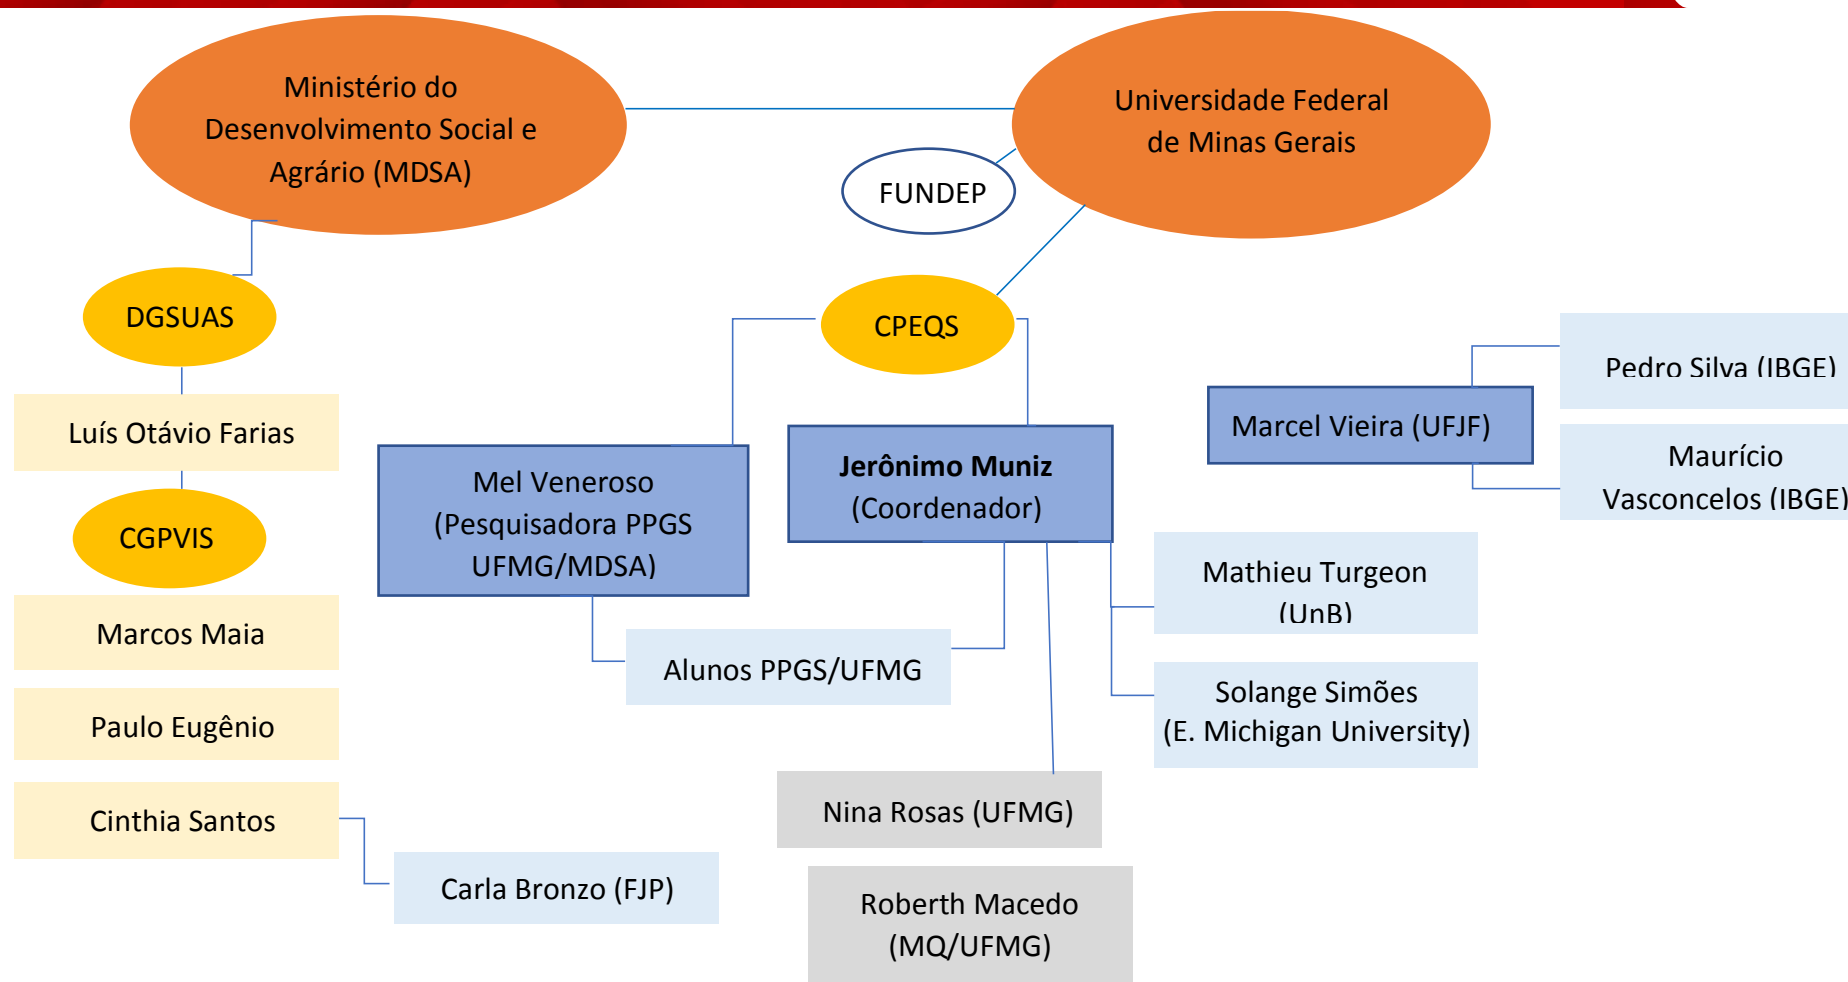 Ministério do
Desenvolvimento Social e
Agrário (MDSA)
Universidade Federal
de Minas Gerais
FUNDEP
DGSUAS
CPEQS
Luís Otávio Farias
CGPVIS
Marcos Maia
Paulo Eugênio
Cinthia Santos
Carla Bronzo (FJP)
Mel Veneroso
(Pesquisadora PPGS
UFMG/MDSA)
Jerônimo Muniz
(Coordenador)
Alunos PPGS/UFMG
Nina Rosas (UFMG)
Roberth Macedo
(MQ/UFMG)
Marcel Vieira (UFJF)
Pedro Silva (IBGE)
Maurício
Vasconcelos (IBGE)
Mathieu Turgeon
(UnB)
Solange Simões
(E. Michigan University)